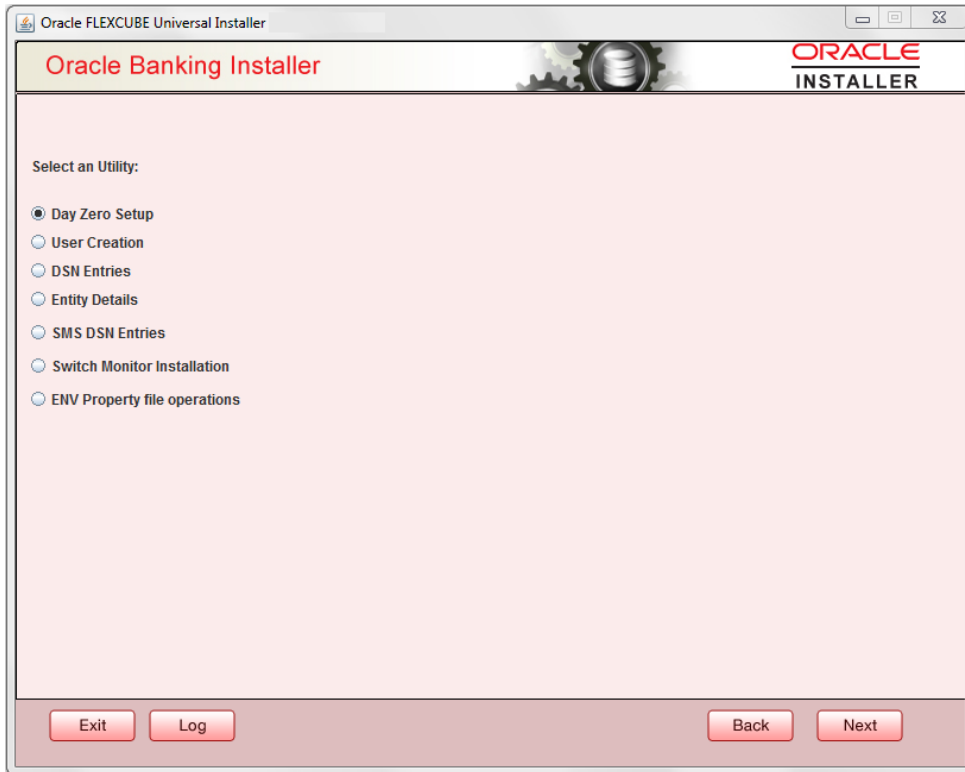 Oracle FLEXCUBE Universal Installer
Oracle Banking Installer
ORACLE
INSTALLER
Select an Utility:
Day Zero Setup
User Creation
DSN Entries
Entity Details
SMS DSN Entries
Switch Monitor Installation
ENV Property file operations
Exit Log Back Next